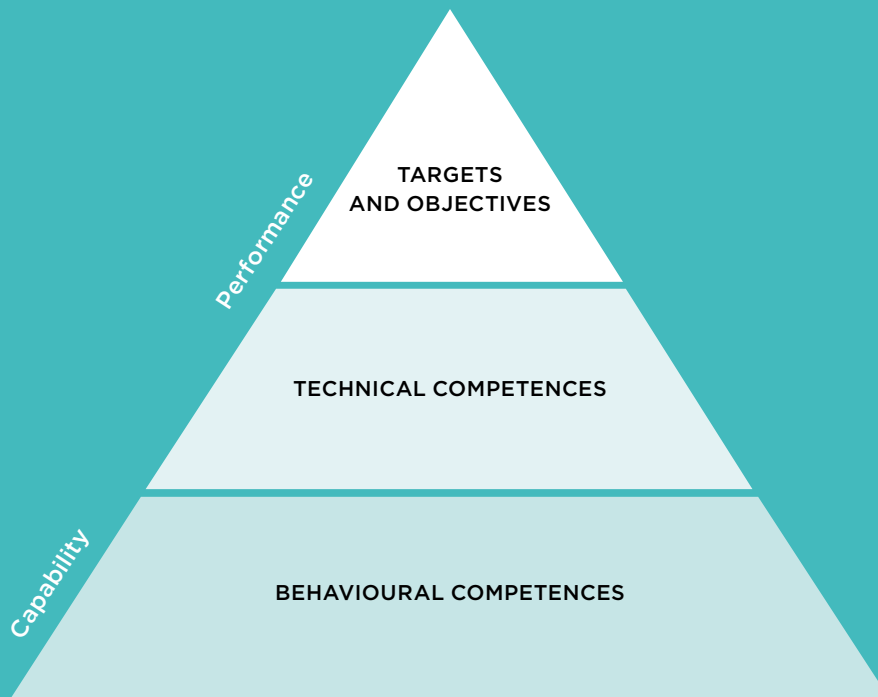 TARGETS
AND OBJECTIVES
Performance
TECHNICAL COMPETENCES
Capability
BEHAVIOURAL COMPETENCES